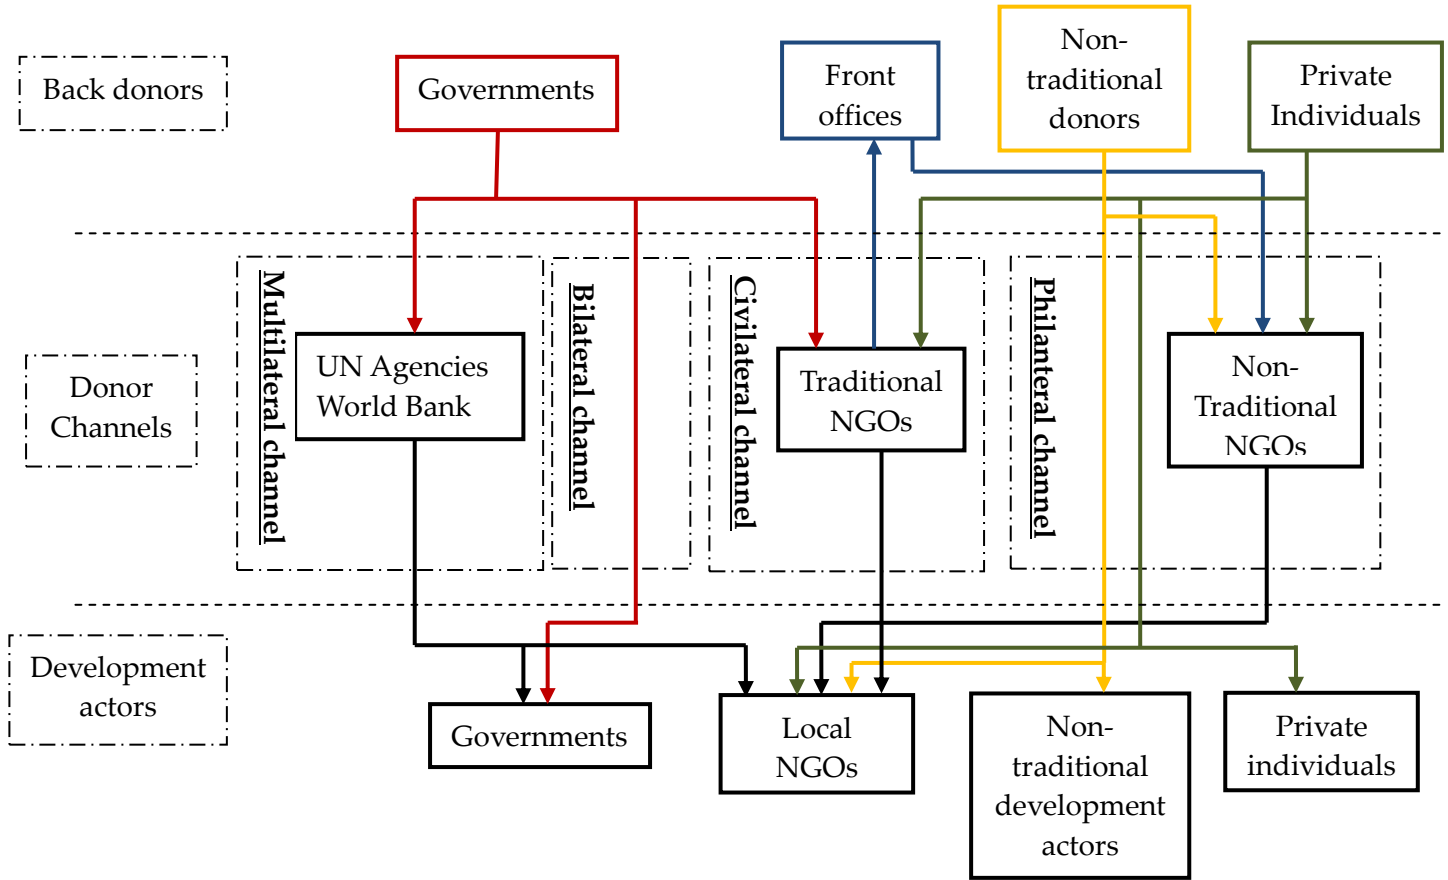 Back donors
Governments
Front
offices
Non-
traditional
donors
Private
Individuals
Donor
Channels
Multilateral channel
UN Agencies
World Bank
Bilateral channel
Civilateral channel
Traditional
NGOs
Philanteral channel
Non-
Traditional
NGOs
Development
actors
Governments
Local
NGOs
Non-
traditional
development
actors
Private
individuals